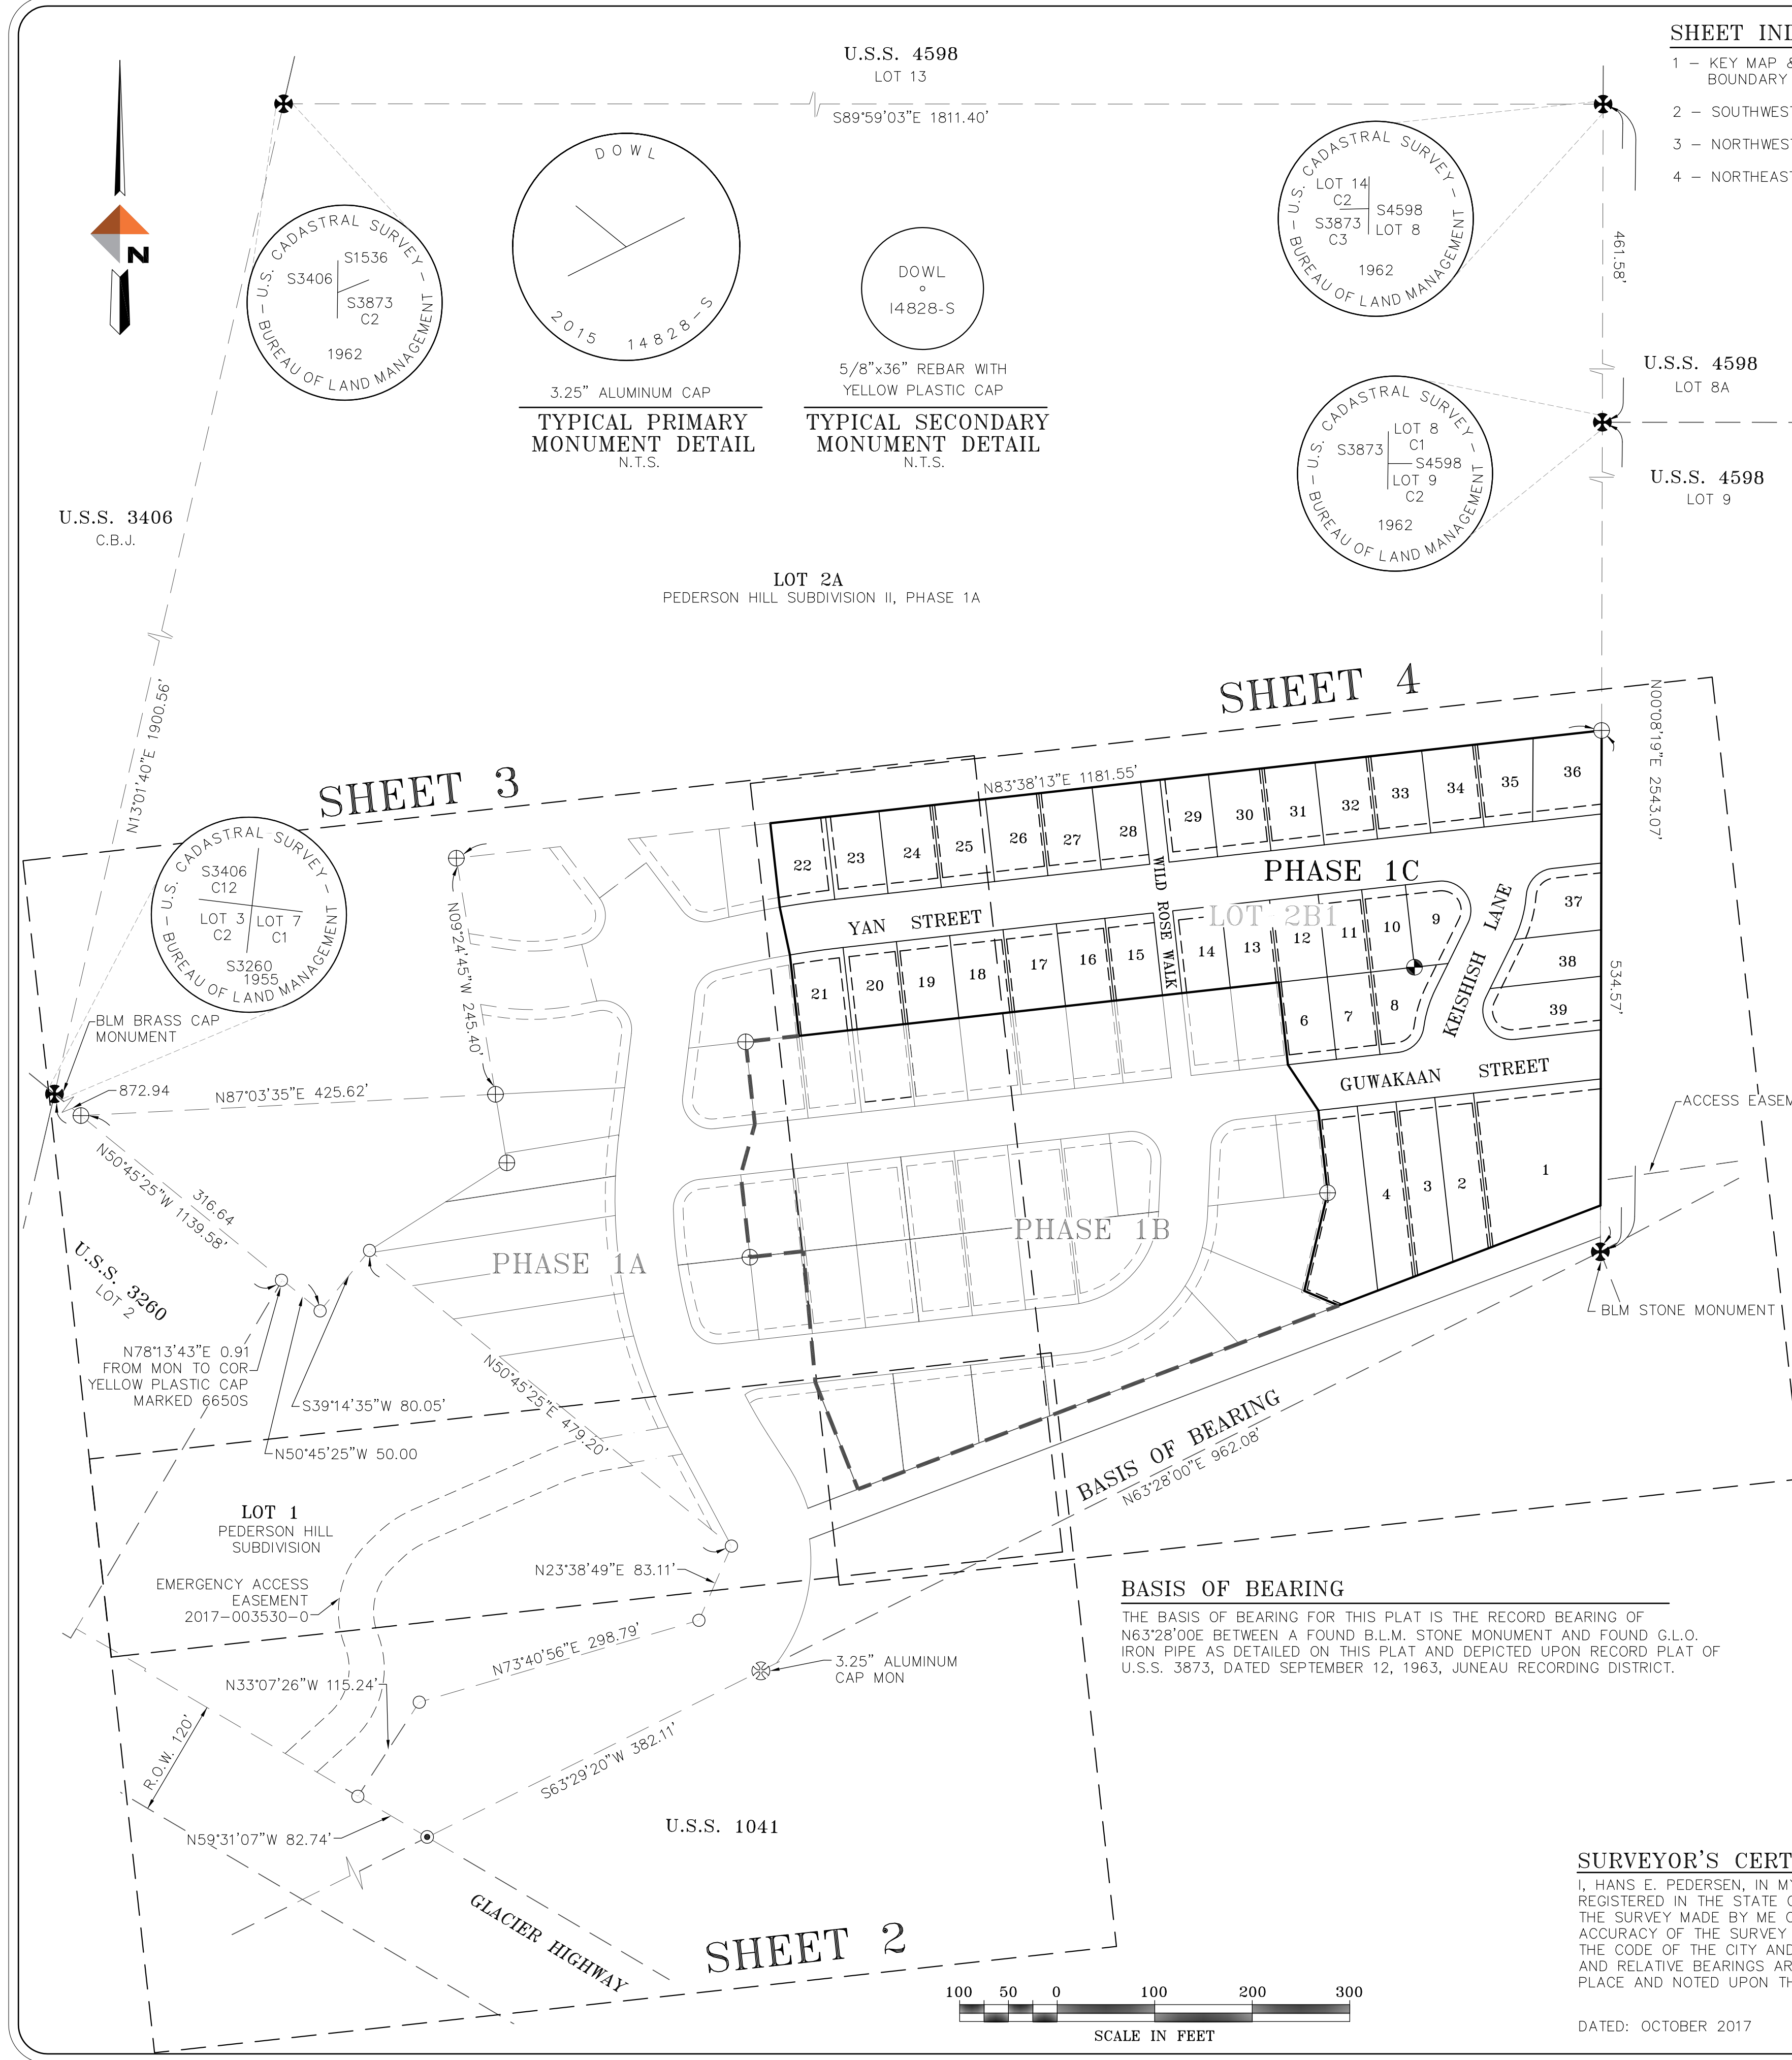 U.S.S. 4598
LOT 13
S89°59'03"E 1811.40'
SHEET
1 – KEY MAP &
BOUNDARY
2 –
3 –
4 –
N
– U.S. CADASTRAL SURVEY –
BUREAU OF LAND MANAGEMENT
S3406
S1536
S3873
C2
1962
DOWL
2015 14828-S
3.25" ALUMINUM CAP
TYPICAL PRIMARY
MONUMENT DETAIL
N.T.S.
DOWL
14828-S
5/8"x36" REBAR WITH
YELLOW PLASTIC CAP
TYPICAL SECONDARY
MONUMENT DETAIL
N.T.S.
– U.S. CADASTRAL SURVEY –
BUREAU OF LAND MANAGEMENT
LOT 14
C2
S3873
C3
S4598
LOT 8
1962
461.58'
U.S.S. 4598
LOT 8A
– U.S. CADASTRAL SURVEY –
BUREAU OF LAND MANAGEMENT
S3873
LOT 8
C1
S4598
LOT 9
C2
1962
U.S.S. 4598
LOT 9
U.S.S. 3406
C.B.J.
LOT 2A
PEDERSON HILL SUBDIVISION II, PHASE 1A
N13°01'40"E 1900.56'
SHEET 3
SHEET 4
N83°38'13"E 1181.55'
N00°08'19"E 2543.07'
534.57'
22
23
24
25
26
27
28
29
30
31
32
33
34
35
36
PHASE 1C
LOT 2B1
YAN STREET
WILD ROSE WALK
KEISHISH LANE
21
20
19
18
17
16
15
14
13
12
11
10
9
37
38
39
6
7
8
GUWAKAAN STREET
4
3
2
1
– U.S. CADASTRAL SURVEY –
BUREAU OF LAND MANAGEMENT
S3406
C12
LOT 3
C2
LOT 7
C1
S3260
1955
BLM BRASS CAP
MONUMENT
872.94
N87°03'35"E 425.62'
N09°24'45"W 245.40'
N50°45'25"W 1139.58'
316.64
U.S.S. 3260
LOT 2
PHASE 1A
PHASE 1B
ACCESS
BLM STONE MONUMENT
N78°13'43"E 0.91
FROM MON TO COR
YELLOW PLASTIC CAP
MARKED 6650S
S39°14'35"W 80.05'
N50°45'25"W 50.00
N50°45'25"E 479.20'
BASIS OF BEARING
N63°28'00"E 962.08'
LOT 1
PEDERSON HILL
SUBDIVISION
EMERGENCY ACCESS
EASEMENT
2017-003530-0
N23°38'49"E 83.11'
N73°40'56"E 298.79'
N33°07'26"W 115.24'
3.25" ALUMINUM
CAP MON
BASIS OF BEARING
THE BASIS OF BEARING FOR THIS PLAT IS THE RECORD BEARING OF
N63°28'00E BETWEEN A FOUND B.L.M. STONE MONUMENT AND FOUND G.L.O.
IRON PIPE AS DETAILED ON THIS PLAT AND DEPICTED UPON RECORD PLAT OF
U.S.S. 3873, DATED SEPTEMBER 12, 1963, JUNEAU RECORDING DISTRICT.
R.O.W. 120'
S63°29'20"W 382.11'
N59°31'07"W 82.74'
U.S.S. 1041
GLACIER HIGHWAY
SHEET 2
100 50 0 100 200 300
SCALE IN FEET
SURVEYOR'S
I, HANS E. PEDERSEN, IN
REGISTERED IN THE STATE
THE SURVEY MADE BY ME
ACCURACY OF THE SURVEY
THE CODE OF THE CITY AND
AND RELATIVE BEARINGS
PLACE AND NOTED UPON
DATED: OCTOBER 2017